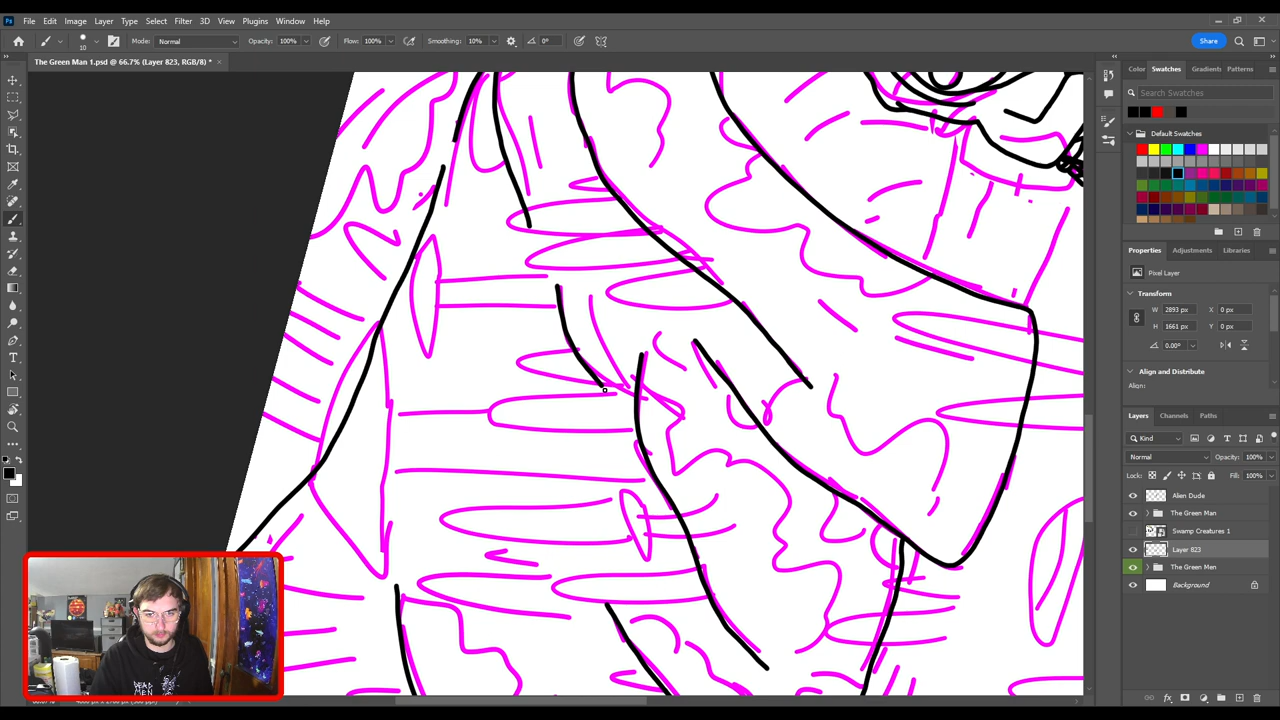 Ps File Edit Image Layer Type Select Filter 3D View Plugins Window Help
10 Mode: Normal Opacity: 100% Flow: 100% Smoothing: 10% 0° Share
The Green Man 1.psd @ 66.7% (Layer 823, RGB/8) *
Color Swatches Gradients Patterns
Search Swatches
Default Swatches
Properties Adjustments Libraries
Pixel Layer
Transform
W 2893 px X 0 px
H 1661 px Y 0 px
0.00°
Align and Distribute
Align:
Layers Channels Paths
Kind
Normal Opacity: 100%
Lock: Fill: 100%
Alien Dude
The Green Man
Swamp Creatures 1
Layer 823
The Green Men
Background
DEAD
MEN